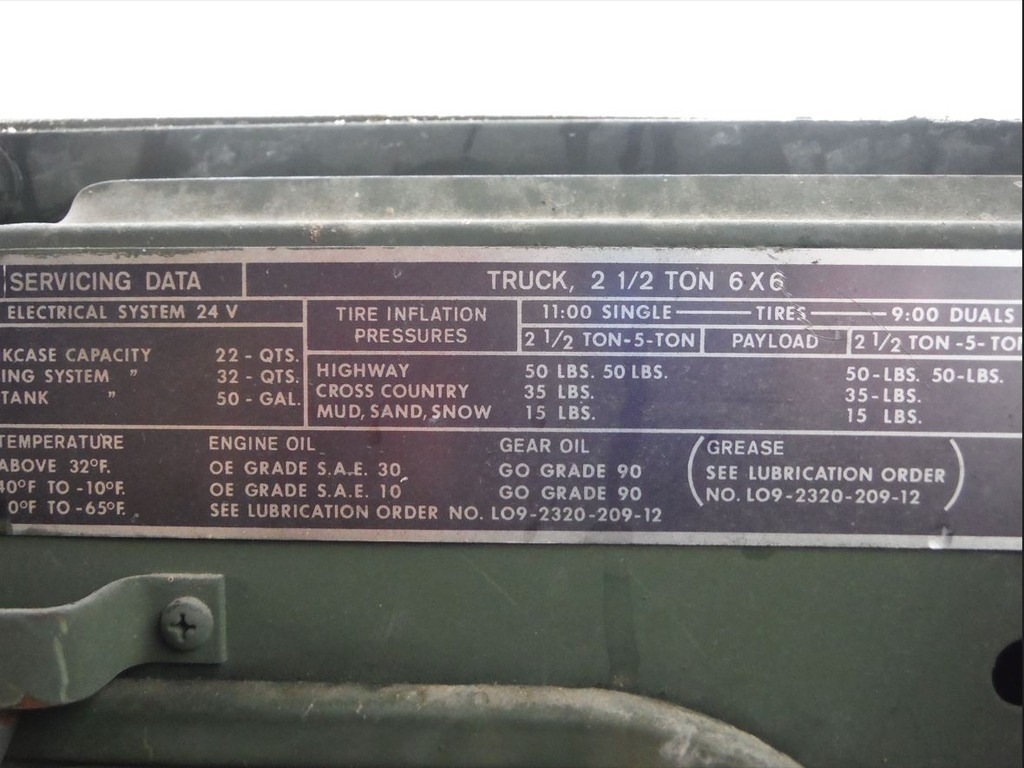 SERVICING DATA
TRUCK, 2 1/2 TON 6X6
ELECTRICAL SYSTEM 24 V
TIRE INFLATION PRESSURES
11:00 SINGLE — TIRES — 9:00 DUALS
2 1/2 TON-5-TON PAYLOAD 2 1/2 TON -5- TO
KCASE CAPACITY 22 - QTS.
ING SYSTEM " 32 - QTS.
TANK " 50 - GAL.
HIGHWAY 50 LBS. 50 LBS. 50-LBS. 50-LBS.
CROSS COUNTRY 35 LBS. 35-LBS.
MUD, SAND, SNOW 15 LBS. 15 LBS.
TEMPERATURE ENGINE OIL GEAR OIL
ABOVE 32°F. OE GRADE S.A.E. 30 GO GRADE 90
40°F TO -10°F. OE GRADE S.A.E. 10 GO GRADE 90
0°F TO -65°F. SEE LUBRICATION ORDER NO. LO9-2320-209-12
(GREASE
SEE LUBRICATION ORDER
NO. LO9-2320-209-12)